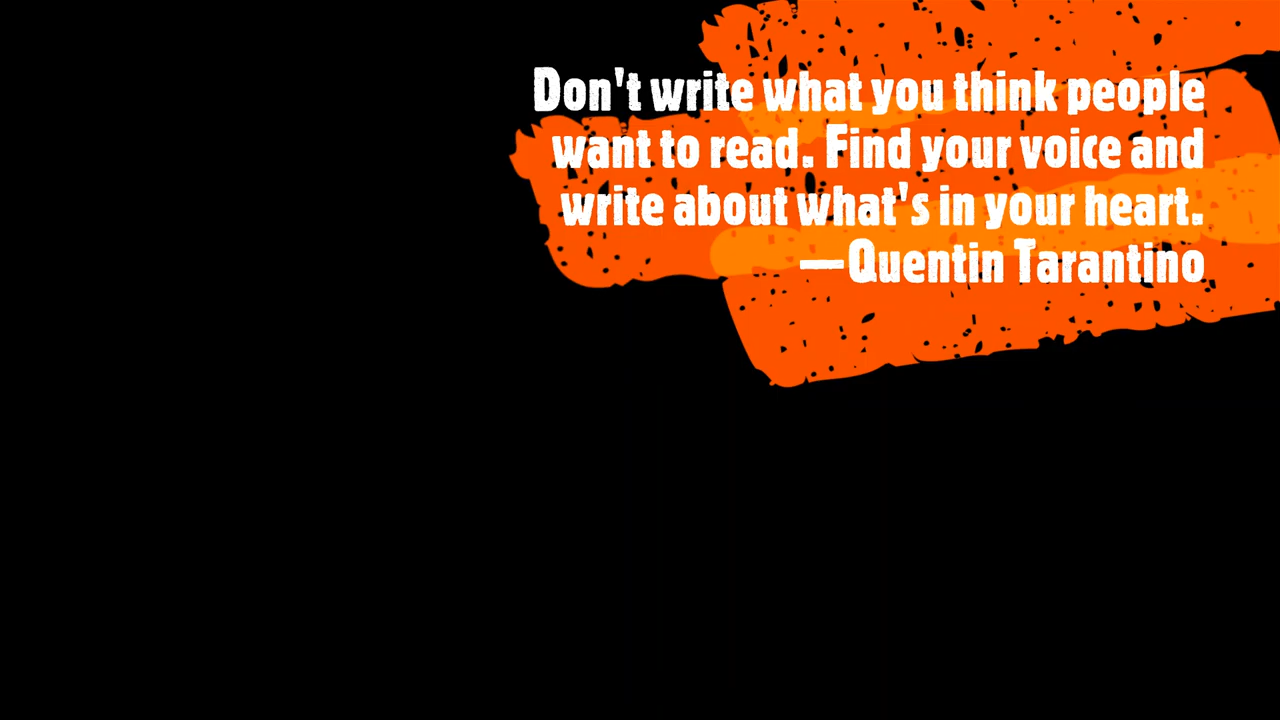 Don't write what you think people
want to read. Find your voice and
write about what's in your heart.
—Quentin Tarantino